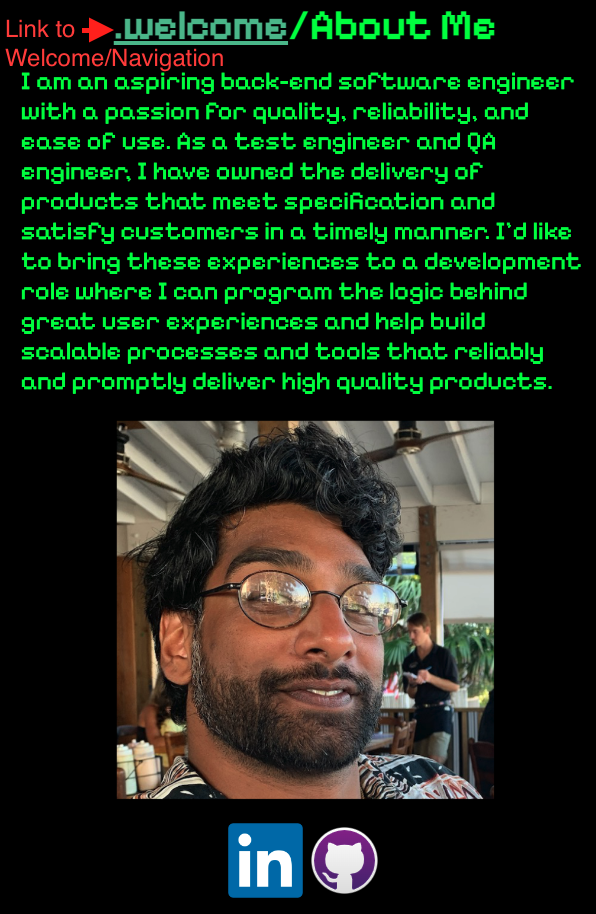 Link to
.welcome/About Me
Welcome/Navigation
I am an aspiring back-end software engineer
with a passion for quality, reliability, and
ease of use. As a test engineer and QA
engineer, I have owned the delivery of
products that meet specification and
satisfy customers in a timely manner. I'd like
to bring these experiences to a development
role where I can program the logic behind
great user experiences and help build
scalable processes and tools that reliably
and promptly deliver high quality products.
in